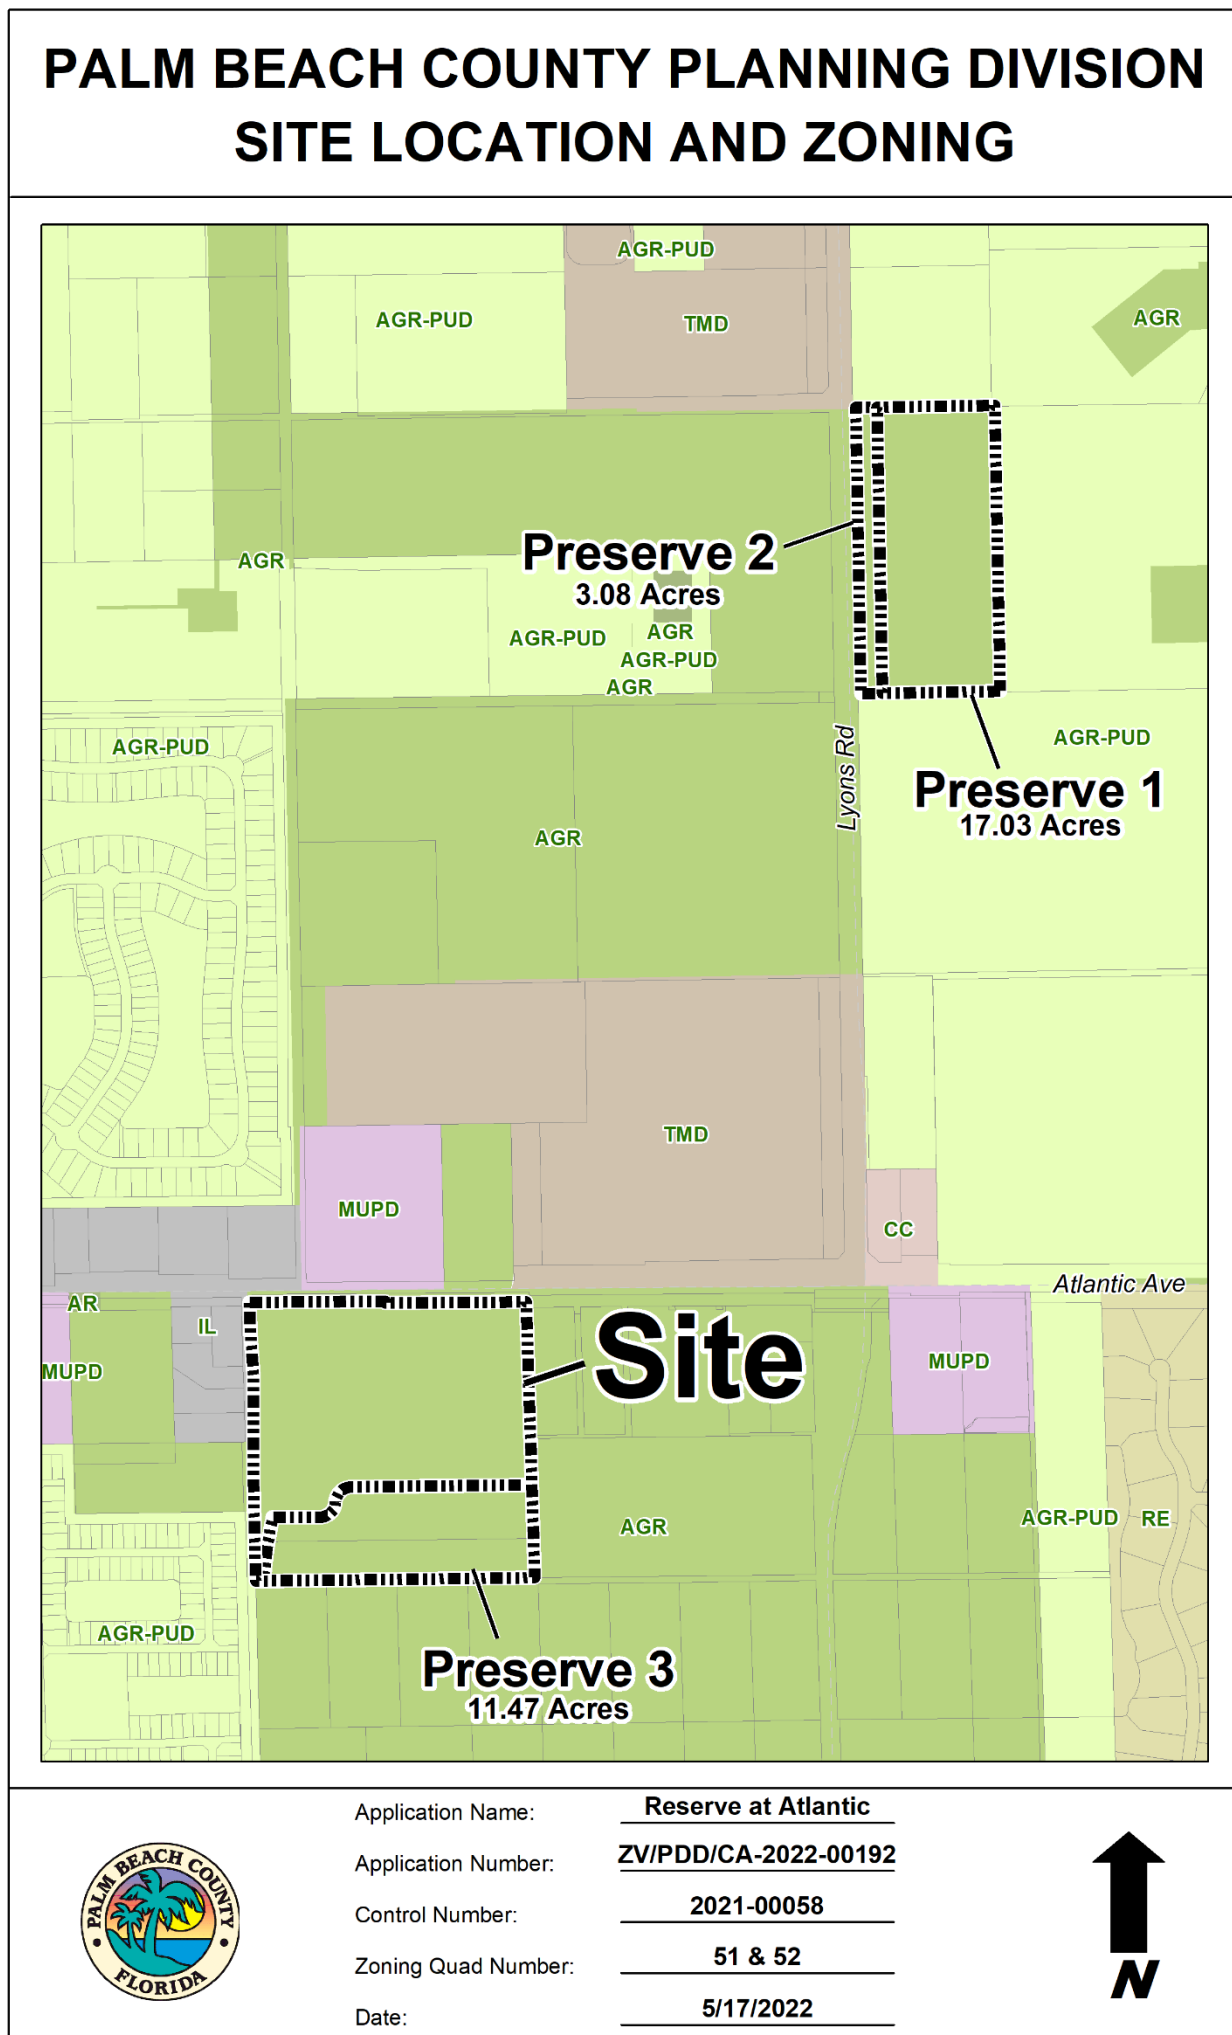 PALM BEACH COUNTY PLANNING DIVISION
SITE LOCATION AND ZONING
AGR-PUD
AGR-PUD
TMD
AGR
Preserve 2
3.08 Acres
AGR
AGR-PUD
AGR
AGR-PUD
AGR
AGR-PUD
Lyons Rd
AGR-PUD
Preserve 1
17.03 Acres
AGR
TMD
MUPD
CC
Atlantic Ave
AR
IL
Site
MUPD
MUPD
AGR
AGR-PUD
RE
AGR-PUD
Preserve 3
11.47 Acres
PALM BEACH COUNTY
FLORIDA
Application Name: Reserve at Atlantic
Application Number: ZV/PDD/CA-2022-00192
Control Number: 2021-00058
Zoning Quad Number: 51 & 52
Date: 5/17/2022
N